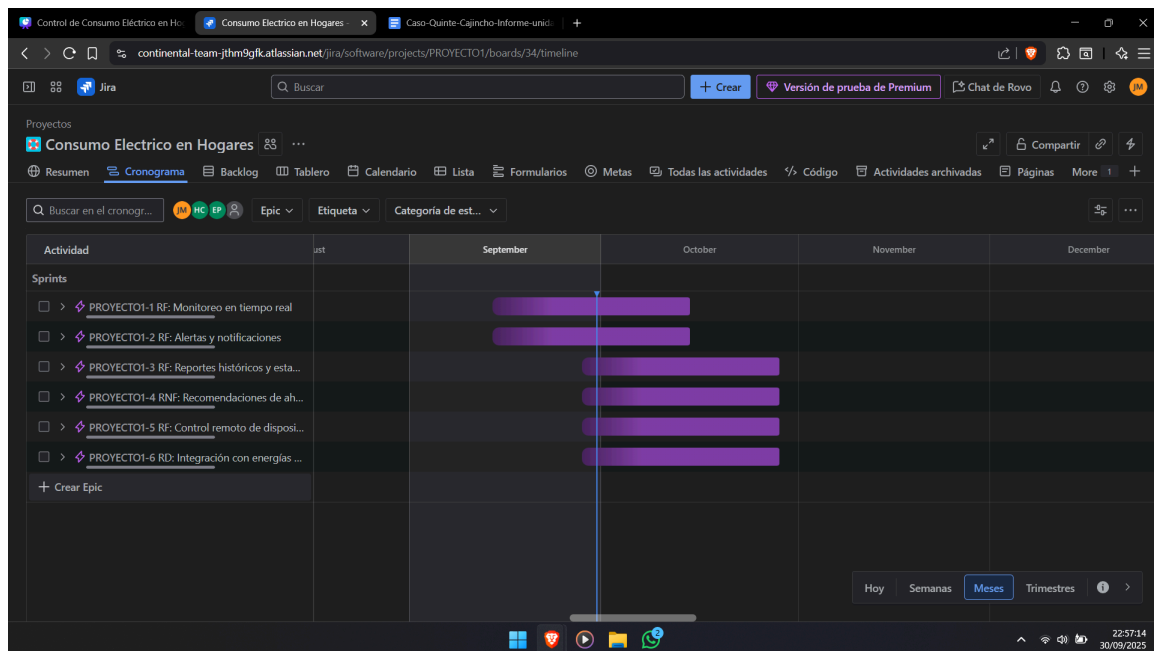 Control de Consumo Eléctrico en Ho
Consumo Electrico en Hogares -
Caso-Quinte-Cajincho-Informe-unida
continental-team-jthm9gfk.atlassian.net/jira/software/projects/PROYECTO1/boards/34/timeline
Jira
Buscar
+ Crear
Versión de prueba de Premium
Chat de Rovo
JM
Proyectos
Consumo Electrico en Hogares
Compartir
Resumen
Cronograma
Backlog
Tablero
Calendario
Lista
Formularios
Metas
Todas las actividades
Código
Actividades archivadas
Páginas
More 1
Buscar en el cronogr...
JM HC EP
Epic
Etiqueta
Categoría de est...
Actividad
ust
September
October
November
December
Sprints
PROYECTO1-1 RF: Monitoreo en tiempo real
PROYECTO1-2 RF: Alertas y notificaciones
PROYECTO1-3 RF: Reportes históricos y esta...
PROYECTO1-4 RNF: Recomendaciones de ah...
PROYECTO1-5 RF: Control remoto de disposi...
PROYECTO1-6 RD: Integración con energías ...
+ Crear Epic
Hoy
Semanas
Meses
Trimestres
2
22:57:14
30/09/2025